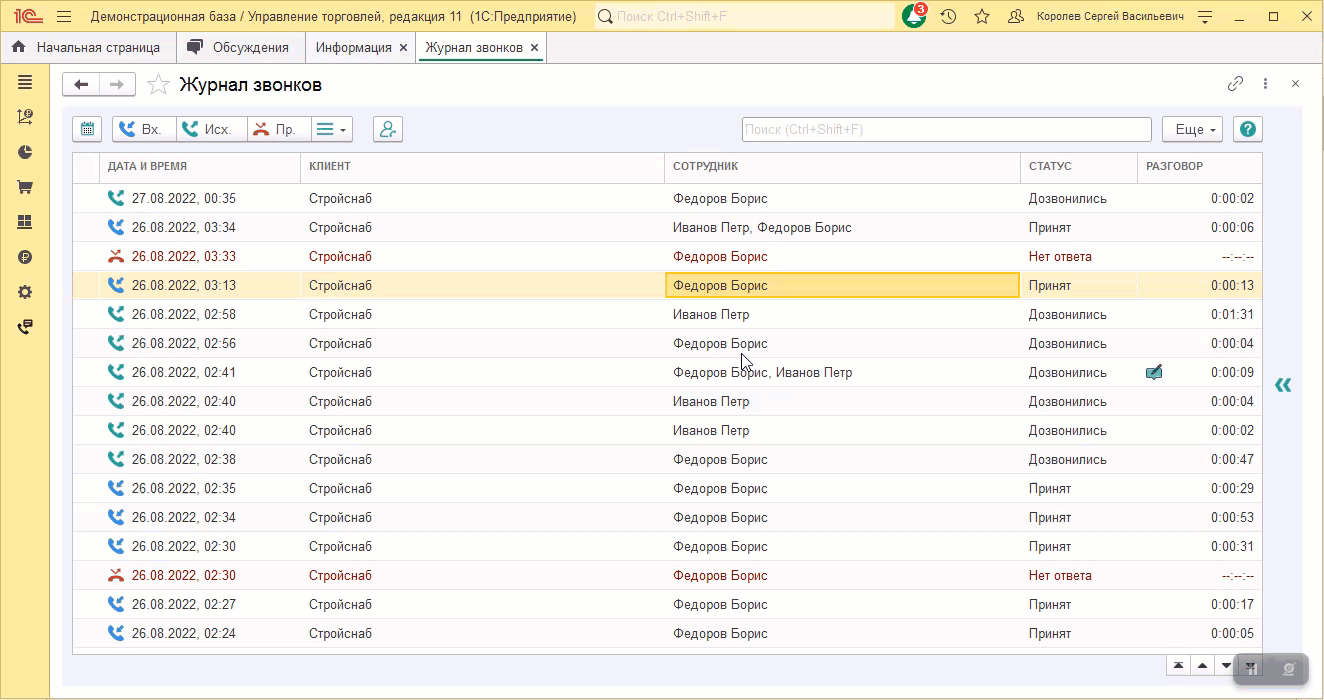 1С Демонстрационная база / Управление торговлей, редакция 11 (1С:Предприятие) Поиск Ctrl+Shift+F 3 Королев Сергей Васильевич
Начальная страница Обсуждения Информация × Журнал звонков ×
Журнал звонков
Вх. Исх. Пр. Поиск (Ctrl+Shift+F) Еще ?
ДАТА И ВРЕМЯ КЛИЕНТ СОТРУДНИК СТАТУС РАЗГОВОР
27.08.2022, 00:35 Стройснаб Федоров Борис Дозвонились 0:00:02
26.08.2022, 03:34 Стройснаб Иванов Петр, Федоров Борис Принят 0:00:06
26.08.2022, 03:33 Стройснаб Федоров Борис Нет ответа --:--:--
26.08.2022, 03:13 Стройснаб Федоров Борис Принят 0:00:13
26.08.2022, 02:58 Стройснаб Иванов Петр Дозвонились 0:01:31
26.08.2022, 02:56 Стройснаб Федоров Борис Дозвонились 0:00:04
26.08.2022, 02:41 Стройснаб Федоров Борис, Иванов Петр Дозвонились 0:00:09
26.08.2022, 02:40 Стройснаб Иванов Петр Дозвонились 0:00:04
26.08.2022, 02:40 Стройснаб Иванов Петр Дозвонились 0:00:02
26.08.2022, 02:38 Стройснаб Федоров Борис Дозвонились 0:00:47
26.08.2022, 02:35 Стройснаб Федоров Борис Принят 0:00:29
26.08.2022, 02:34 Стройснаб Федоров Борис Принят 0:00:53
26.08.2022, 02:30 Стройснаб Федоров Борис Принят 0:00:31
26.08.2022, 02:30 Стройснаб Федоров Борис Нет ответа --:--:--
26.08.2022, 02:27 Стройснаб Федоров Борис Принят 0:00:17
26.08.2022, 02:24 Стройснаб Федоров Борис Принят 0:00:05